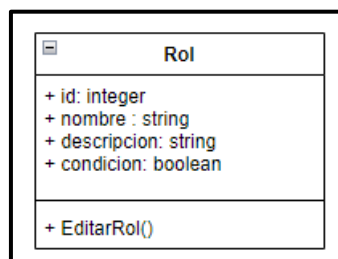 Rol
+ id: integer
+ nombre : string
+ descripcion: string
+ condicion: boolean
+ EditarRol()